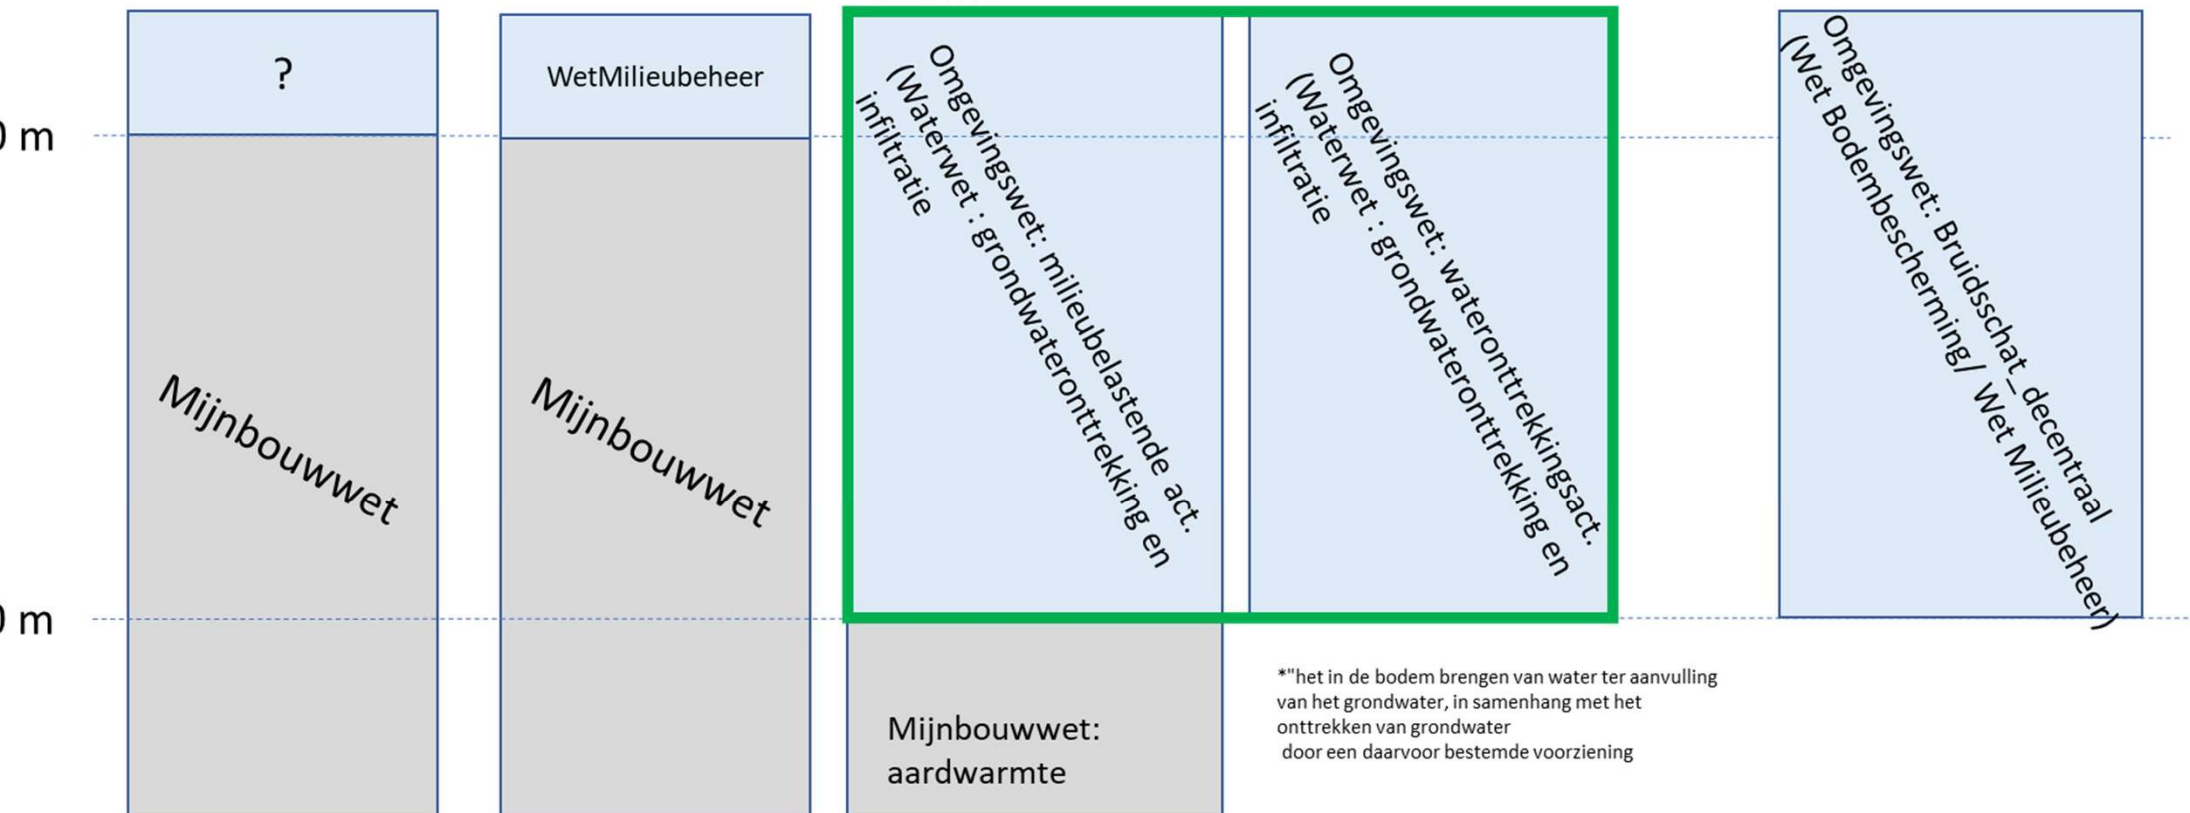 ?
WetMilieubeheer
Omgevingswet: milieubelastende act.
(Waterwet : grondwateronttrekking en
infiltratie
Omgevingswet: wateronttrekkingsact.
(Waterwet : grondwateronttrekking en
infiltratie
Omgevingswet: Bruidsschat_decentraal
(Wet Bodembescherming/ Wet Milieubeheer)
0 m
Mijnbouwwet
Mijnbouwwet
0 m
Mijnbouwwet:
aardwarmte
*"het in de bodem brengen van water ter aanvulling
van het grondwater, in samenhang met het
onttrekken van grondwater
door een daarvoor bestemde voorziening